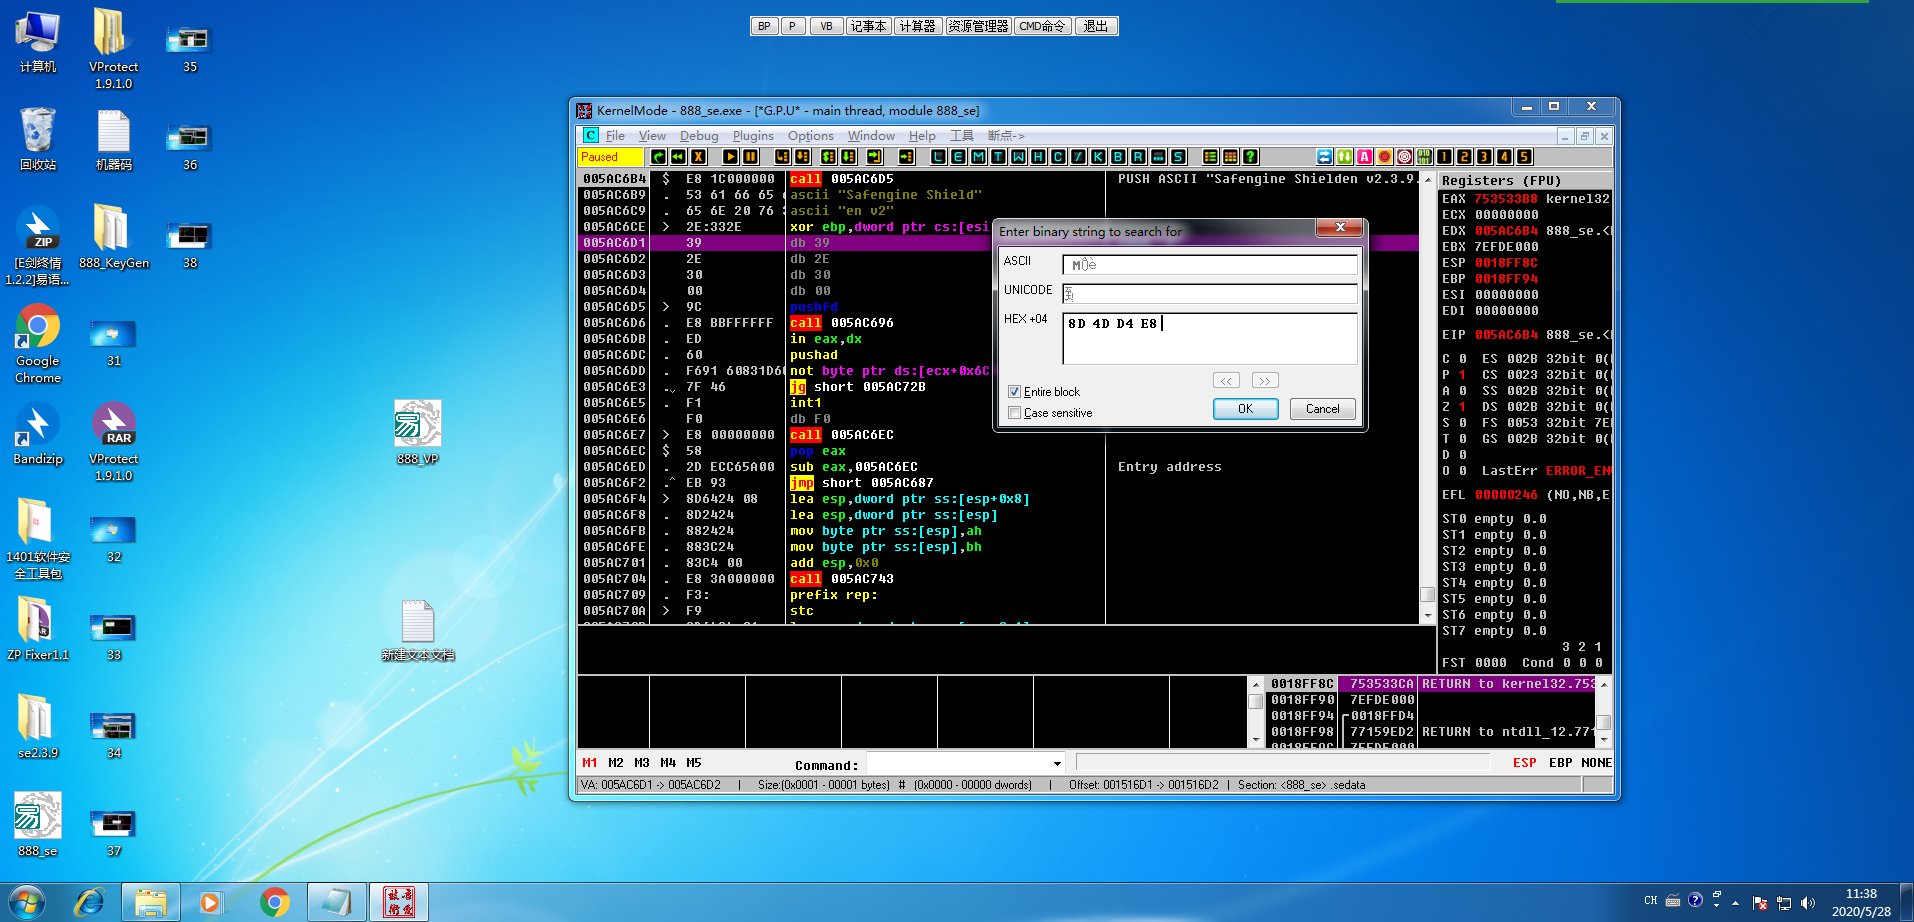 BP P VB 记事本 计算器 资源管理器 CMD命令 退出
计算机
VProtect 1.9.1.0
35
回收站
机器码
36
[E剑终情 1.2.2]易语...
888_KeyGen
38
Google Chrome
31
Bandizip
VProtect 1.9.1.0
1401软件安全工具包
32
ZP Fixer1.1
33
se2.3.9
34
888_se
37
888_VP
新建文本文档
KernelMode - 888_se.exe - [*G.P.U* - main thread, module 888_se]
C File View Debug Plugins Options Window Help 工具 断点->
Paused L E M T W H C / K B R ... S ? A 1 2 3 4 5
005AC6B4 $ E8 1C000000 call 005AC6D5 PUSH ASCII "Safengine Shielden v2.3.9.
005AC6B9 . 53 61 66 65 ascii "Safengine Shield"
005AC6C9 . 65 6E 20 76 ascii "en v2"
005AC6CE > 2E:332E xor ebp,dword ptr cs:[esi
005AC6D1 39 db 39
005AC6D2 2E db 2E
005AC6D3 30 db 30
005AC6D4 00 db 00
005AC6D5 > 9C pushfd
005AC6D6 . E8 BBFFFFFF call 005AC696
005AC6DB . ED in eax,dx
005AC6DC . 60 pushad
005AC6DD . F691 60831D60 not byte ptr ds:[ecx+0x6C
005AC6E3 . 7F 46 jg short 005AC72B
005AC6E5 . F1 int1
005AC6E6 F0 db F0
005AC6E7 > E8 00000000 call 005AC6EC
005AC6EC $ 58 pop eax
005AC6ED . 2D ECC65A00 sub eax,005AC6EC Entry address
005AC6F2 .^ EB 93 jmp short 005AC687
005AC6F4 > 8D6424 08 lea esp,dword ptr ss:[esp+0x8]
005AC6F8 . 8D2424 lea esp,dword ptr ss:[esp]
005AC6FB . 882424 mov byte ptr ss:[esp],ah
005AC6FE . 883C24 mov byte ptr ss:[esp],bh
005AC701 . 83C4 00 add esp,0x0
005AC704 . E8 3A000000 call 005AC743
005AC709 . F3: prefix rep:
005AC70A > F9 stc
Enter binary string to search for
ASCII MÔè
UNICODE
HEX +04 8D 4D D4 E8
<< >>
Entire block
Case sensitive
OK Cancel
Registers (FPU)
EAX 753533B8 kernel32
ECX 00000000
EDX 005AC6B4 888_se.<
EBX 7EFDE000
ESP 0018FF8C
EBP 0018FF94
ESI 00000000
EDI 00000000
EIP 005AC6B4 888_se.<
C 0 ES 002B 32bit 0(
P 1 CS 0023 32bit 0(
A 0 SS 002B 32bit 0(
Z 1 DS 002B 32bit 0(
S 0 FS 0053 32bit 7E
T 0 GS 002B 32bit 0(
D 0
O 0 LastErr ERROR_EN
EFL 00000246 (NO,NB,E
ST0 empty 0.0
ST1 empty 0.0
ST2 empty 0.0
ST3 empty 0.0
ST4 empty 0.0
ST5 empty 0.0
ST6 empty 0.0
ST7 empty 0.0
3 2 1
FST 0000 Cond 0 0 0
0018FF8C 753533CA RETURN to kernel32.753
0018FF90 7EFDE000
0018FF94 0018FFD4
0018FF98 77159ED2 RETURN to ntdll_12.771
M1 M2 M3 M4 M5 Command: ESP EBP NONE
VA: 005AC6D1 -> 005AC6D2 | Size:(0x0001 - 00001 bytes) # (0x0000 - 00000 dwords) | Offset: 001516D1 -> 001516D2 | Section: <888_se> .sedata
CH
11:38
2020/5/28